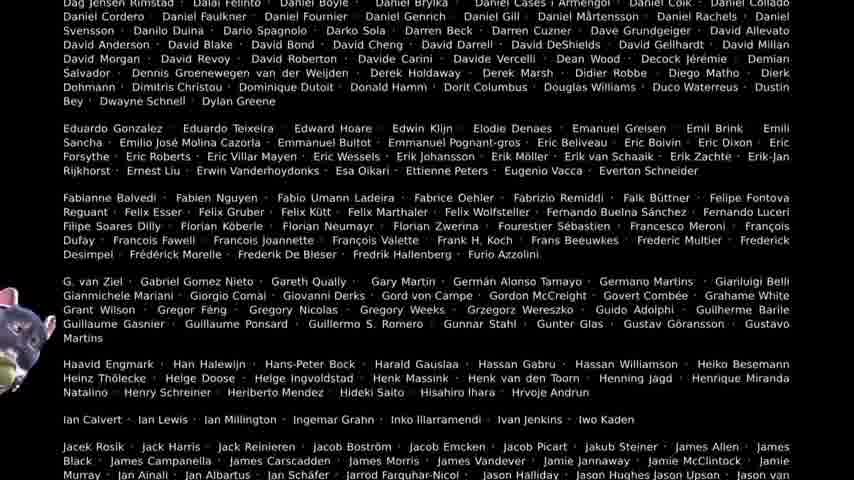 Dag Jensen Rimstad · Dalai Felinto · Daniel Boyle · Daniel Brylka · Daniel Cases i Armengol · Daniel Colk · Daniel Collado
Daniel Cordero · Daniel Faulkner · Daniel Fournier · Daniel Genrich · Daniel Gill · Daniel Mårtensson · Daniel Rachels · Daniel
Svensson · Danilo Duina · Dario Spagnolo · Darko Sola · Darren Beck · Darren Cuzner · Dave Grundgeiger · David Allevato
David Anderson · David Blake · David Bond · David Cheng · David Darrell · David DeShields · David Gellhardt · David Millan
David Morgan · David Revoy · David Roberton · Davide Carini · Davide Vercelli · Dean Wood · Decock Jérémie · Demian
Salvador · Dennis Groenewegen van der Weijden · Derek Holdaway · Derek Marsh · Didier Robbe · Diego Matho · Dierk
Dohmann · Dimitris Christou · Dominique Dutoit · Donald Hamm · Dorit Columbus · Douglas Williams · Duco Waterreus · Dustin
Bey · Dwayne Schnell · Dylan Greene
Eduardo Gonzalez · Eduardo Teixeira · Edward Hoare · Edwin Klijn · Elodie Denaes · Emanuel Greisen · Emil Brink · Emili
Sancha · Emilio José Molina Cazorla · Emmanuel Bultot · Emmanuel Pognant-gros · Eric Beliveau · Eric Boivin · Eric Dixon · Eric
Forsythe · Eric Roberts · Eric Villar Mayen · Eric Wessels · Erik Johansson · Erik Möller · Erik van Schaaik · Erik Zachte · Erik-Jan
Rijkhorst · Ernest Liu · Erwin Vanderhoydonks · Esa Oikari · Ettienne Peters · Eugenio Vacca · Everton Schneider
Fabianne Balvedi · Fabien Nguyen · Fabio Umann Ladeira · Fabrice Oehler · Fabrizio Remiddi · Falk Büttner · Felipe Fontova
Reguant · Felix Esser · Felix Gruber · Felix Kütt · Felix Marthaler · Felix Wolfsteller · Fernando Buelna Sánchez · Fernando Luceri
Filipe Soares Dilly · Florian Köberle · Florian Neumayr · Florian Zwerina · Fourestier Sébastien · Francesco Meroni · François
Dufay · Francois Fawell · Francois Joannette · François Valette · Frank H. Koch · Frans Beeuwkes · Frederic Multier · Frederick
Desimpel · Frédérick Morelle · Frederik De Bleser · Fredrik Hallenberg · Furio Azzolini
G. van Ziel · Gabriel Gomez Nieto · Gareth Qually · Gary Martin · Germán Alonso Tamayo · Germano Martins · Gianluigi Belli
Gianmichele Mariani · Giorgio Comai · Giovanni Derks · Gord von Campe · Gordon McCreight · Govert Combée · Grahame White
Grant Wilson · Gregor Féng · Gregory Nicolas · Gregory Weeks · Grzegorz Wereszko · Guido Adolphi · Guilherme Barile
Guillaume Gasnier · Guillaume Ponsard · Guillermo S. Romero · Gunnar Stahl · Gunter Glas · Gustav Göransson · Gustavo
Martins
Haavid Engmark · Han Halewijn · Hans-Peter Bock · Harald Gauslaa · Hassan Gabru · Hassan Williamson · Heiko Besemann
Heinz Thölecke · Helge Doose · Helge Ingvoldstad · Henk Massink · Henk van den Toorn · Henning Jagd · Henrique Miranda
Natalino · Henry Schreiner · Heriberto Mendez · Hideki Saito · Hisahiro Ihara · Hrvoje Andrun
Ian Calvert · Ian Lewis · Ian Millington · Ingemar Grahn · Inko Illarramendi · Ivan Jenkins · Iwo Kaden
Jacek Rosik · Jack Harris · Jack Reinieren · Jacob Boström · Jacob Emcken · Jacob Picart · Jakub Steiner · James Allen · James
Black · James Campanella · James Carscadden · James Morris · James Vandever · Jamie Jannaway · Jamie McClintock · Jamie
Murray · Jan Ainali · Jan Albartus · Jan Schäfer · Jarrod Farquhar-Nicol · Jason Halliday · Jason Hughes Jason Upson · Jason van